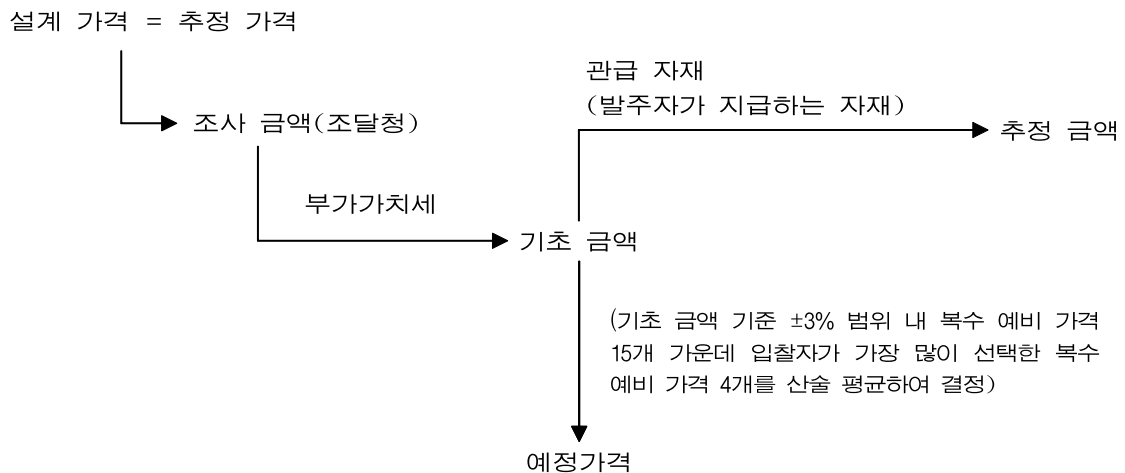 설계 가격 = 추정 가격
관급 자재
(발주자가 지급하는 자재)
조사 금액(조달청)
추정 금액
부가가치세
기초 금액
(기초 금액 기준 ±3% 범위 내 복수 예비 가격
15개 가운데 입찰자가 가장 많이 선택한 복수
예비 가격 4개를 산술 평균하여 결정)
예정가격